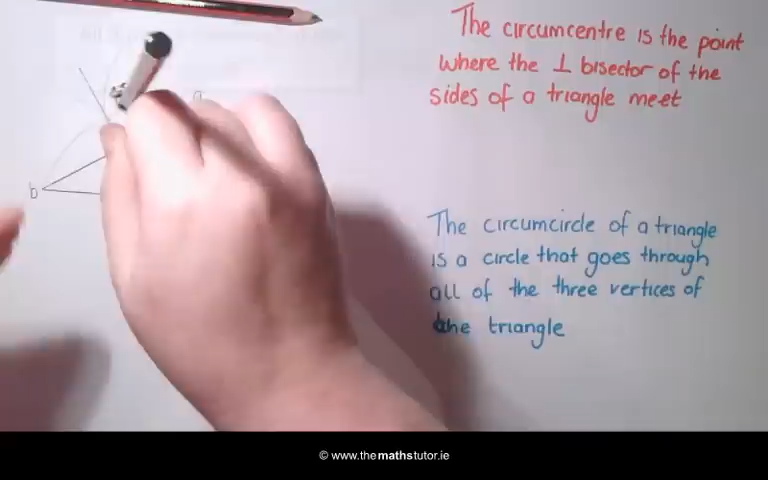 The circumcentre is the point
where the ⊥ bisector of the
sides of a triangle meet
a
b
The circumcircle of a triangle
is a circle that goes through
all of the three vertices of
the triangle
© www.themathstutor.ie